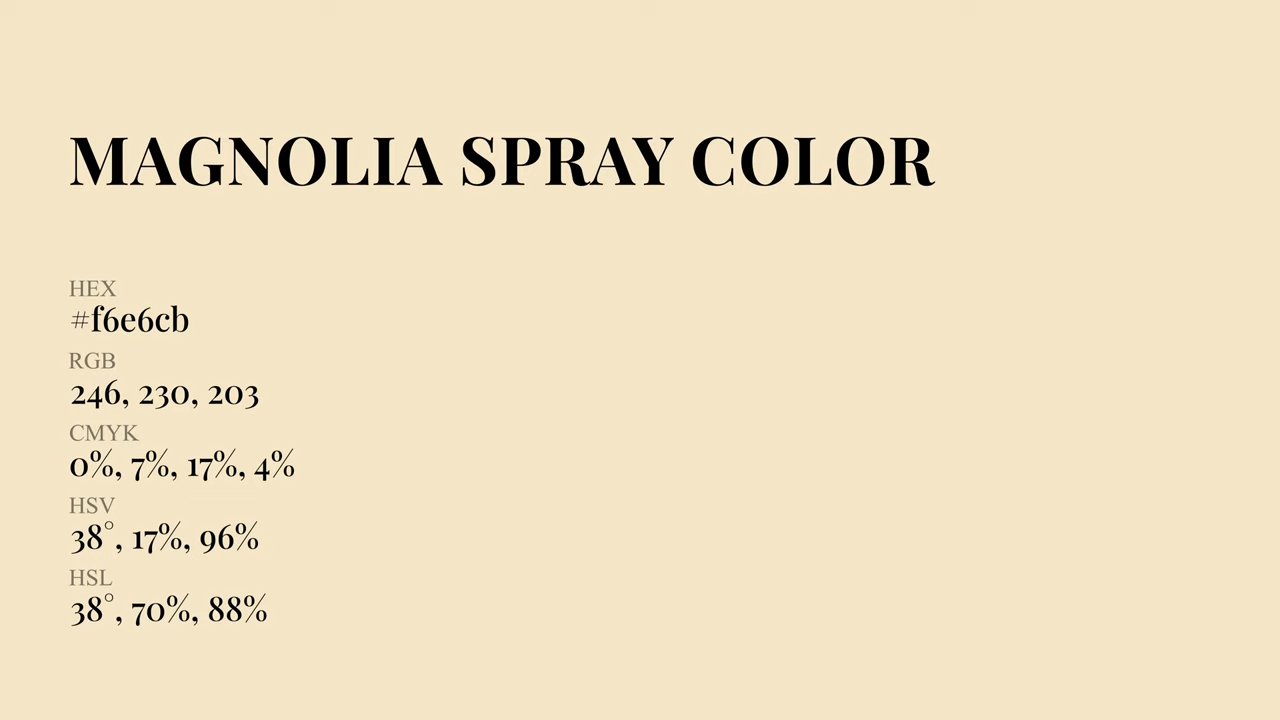 MAGNOLIA SPRAY COLOR
HEX
#f6e6cb
RGB
246, 230, 203
CMYK
0%, 7%, 17%, 4%
HSV
38°, 17%, 96%
HSL
38°, 70%, 88%